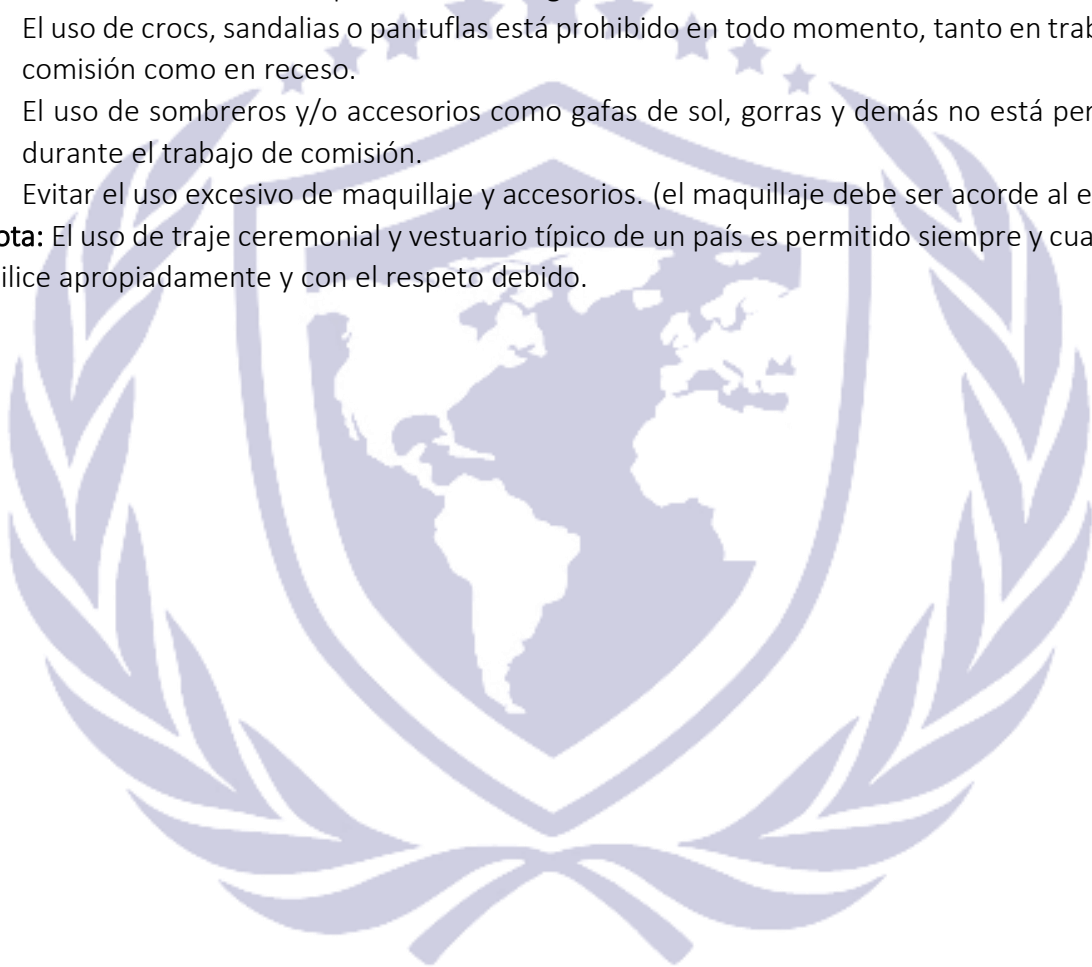 El uso de crocs, sandalias o pantuflas está prohibido en todo momento, tanto en trab
comisión como en receso.
El uso de sombreros y/o accesorios como gafas de sol, gorras y demás no está per
durante el trabajo de comisión.
Evitar el uso excesivo de maquillaje y accesorios. (el maquillaje debe ser acorde al e
ota: El uso de traje ceremonial y vestuario típico de un país es permitido siempre y cua
ilice apropiadamente y con el respeto debido.